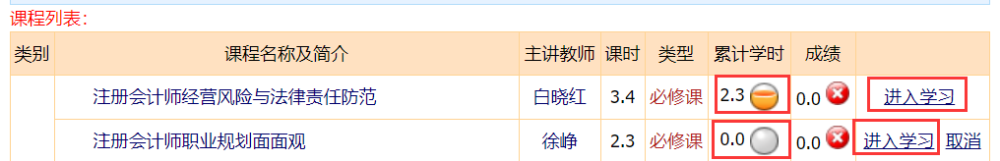 课程列表:
类别 课程名称及简介 主讲教师 课时 类型 累计学时 成绩
注册会计师经营风险与法律责任防范 白晓红 3.4 必修课 2.3 0.0 进入学习
注册会计师职业规划面面观 徐峥 2.3 必修课 0.0 0.0 进入学习 取消